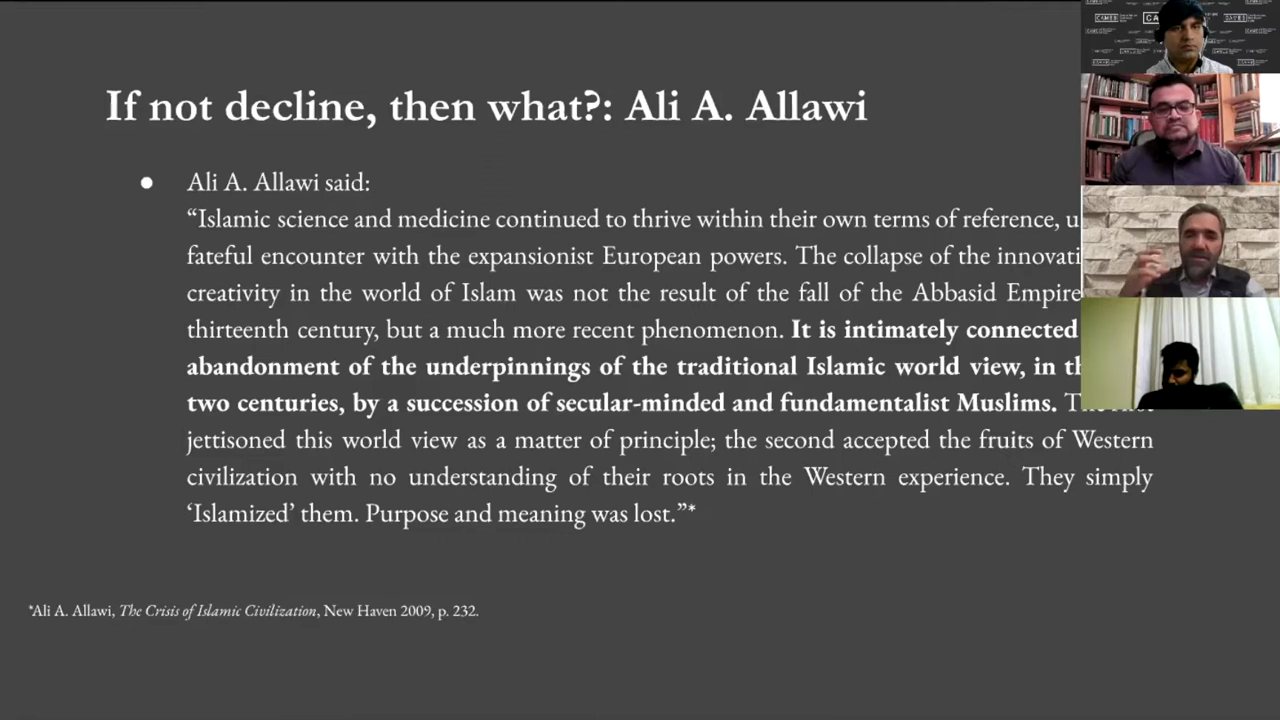 If not decline, then what?: Ali A. Allawi
● Ali A. Allawi said:
“Islamic science and medicine continued to thrive within their own terms of reference,
fateful encounter with the expansionist European powers. The collapse of the
creativity in the world of Islam was not the result of the fall of the Abbasid Empire
thirteenth century, but a much more recent phenomenon. It is intimately connected
abandonment of the underpinnings of the traditional Islamic world view, in
two centuries, by a succession of secular-minded and fundamentalist Muslims.
jettisoned this world view as a matter of principle; the second accepted the fruits of Western
civilization with no understanding of their roots in the Western experience. They simply
‘Islamized’ them. Purpose and meaning was lost.”*
*Ali A. Allawi, The Crisis of Islamic Civilization, New Haven 2009, p. 232.